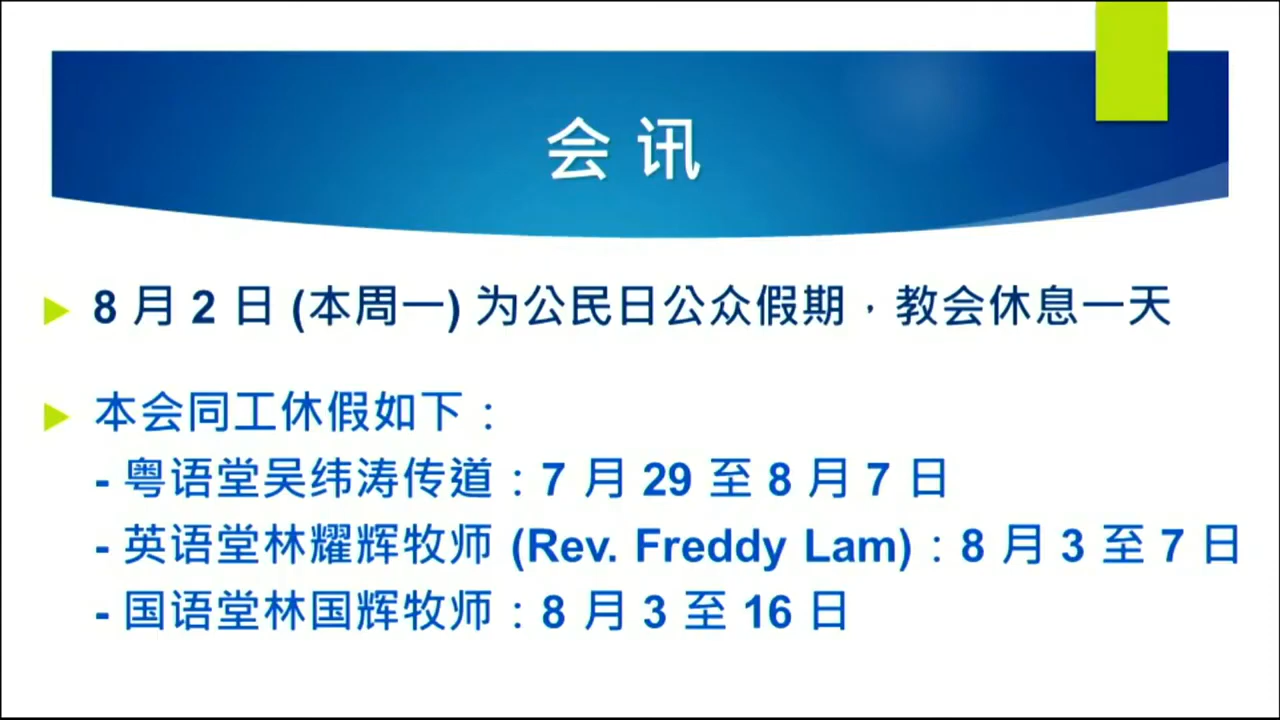 会讯
8 月 2 日 (本周一) 为公民日公众假期，教会休息一天
本会同工休假如下：
- 粤语堂吴纬涛传道：7 月 29 至 8 月 7 日
- 英语堂林耀辉牧师 (Rev. Freddy Lam)：8 月 3 至 7 日
- 国语堂林国辉牧师：8 月 3 至 16 日